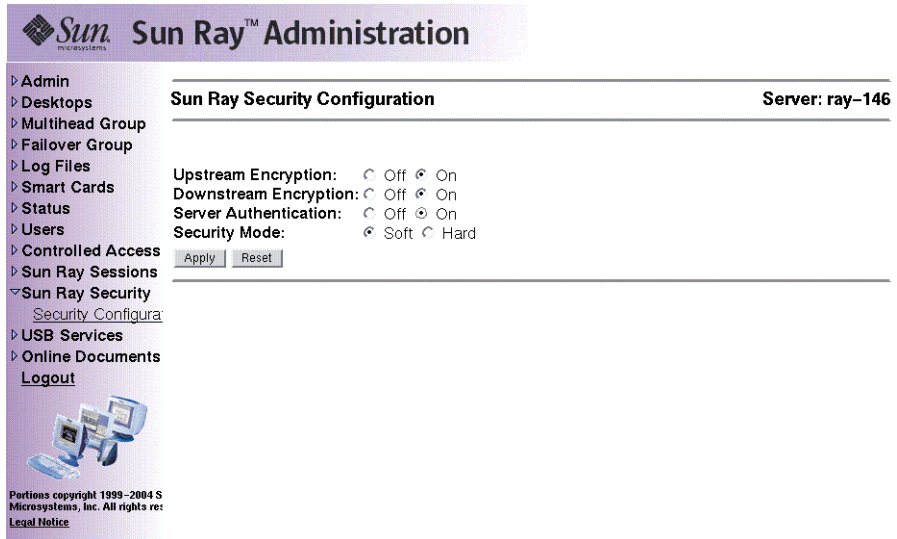 Sun microsystems
Sun Ray™ Administration
Admin
Desktops
Multihead Group
Failover Group
Log Files
Smart Cards
Status
Users
Controlled Access
Sun Ray Sessions
Sun Ray Security
Security Configurat
USB Services
Online Documents
Logout
Portions copyright 1999–2004 S
Microsystems, Inc. All rights res
Legal Notice
Sun Ray Security Configuration
Server: ray–146
Upstream Encryption: Off On
Downstream Encryption: Off On
Server Authentication: Off On
Security Mode: Soft Hard
Apply Reset